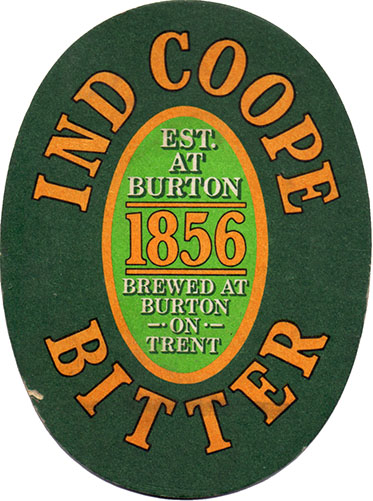 IND COOPE
EST.
AT
BURTON
1856
BREWED AT
BURTON
— ON —
TRENT
BITTER